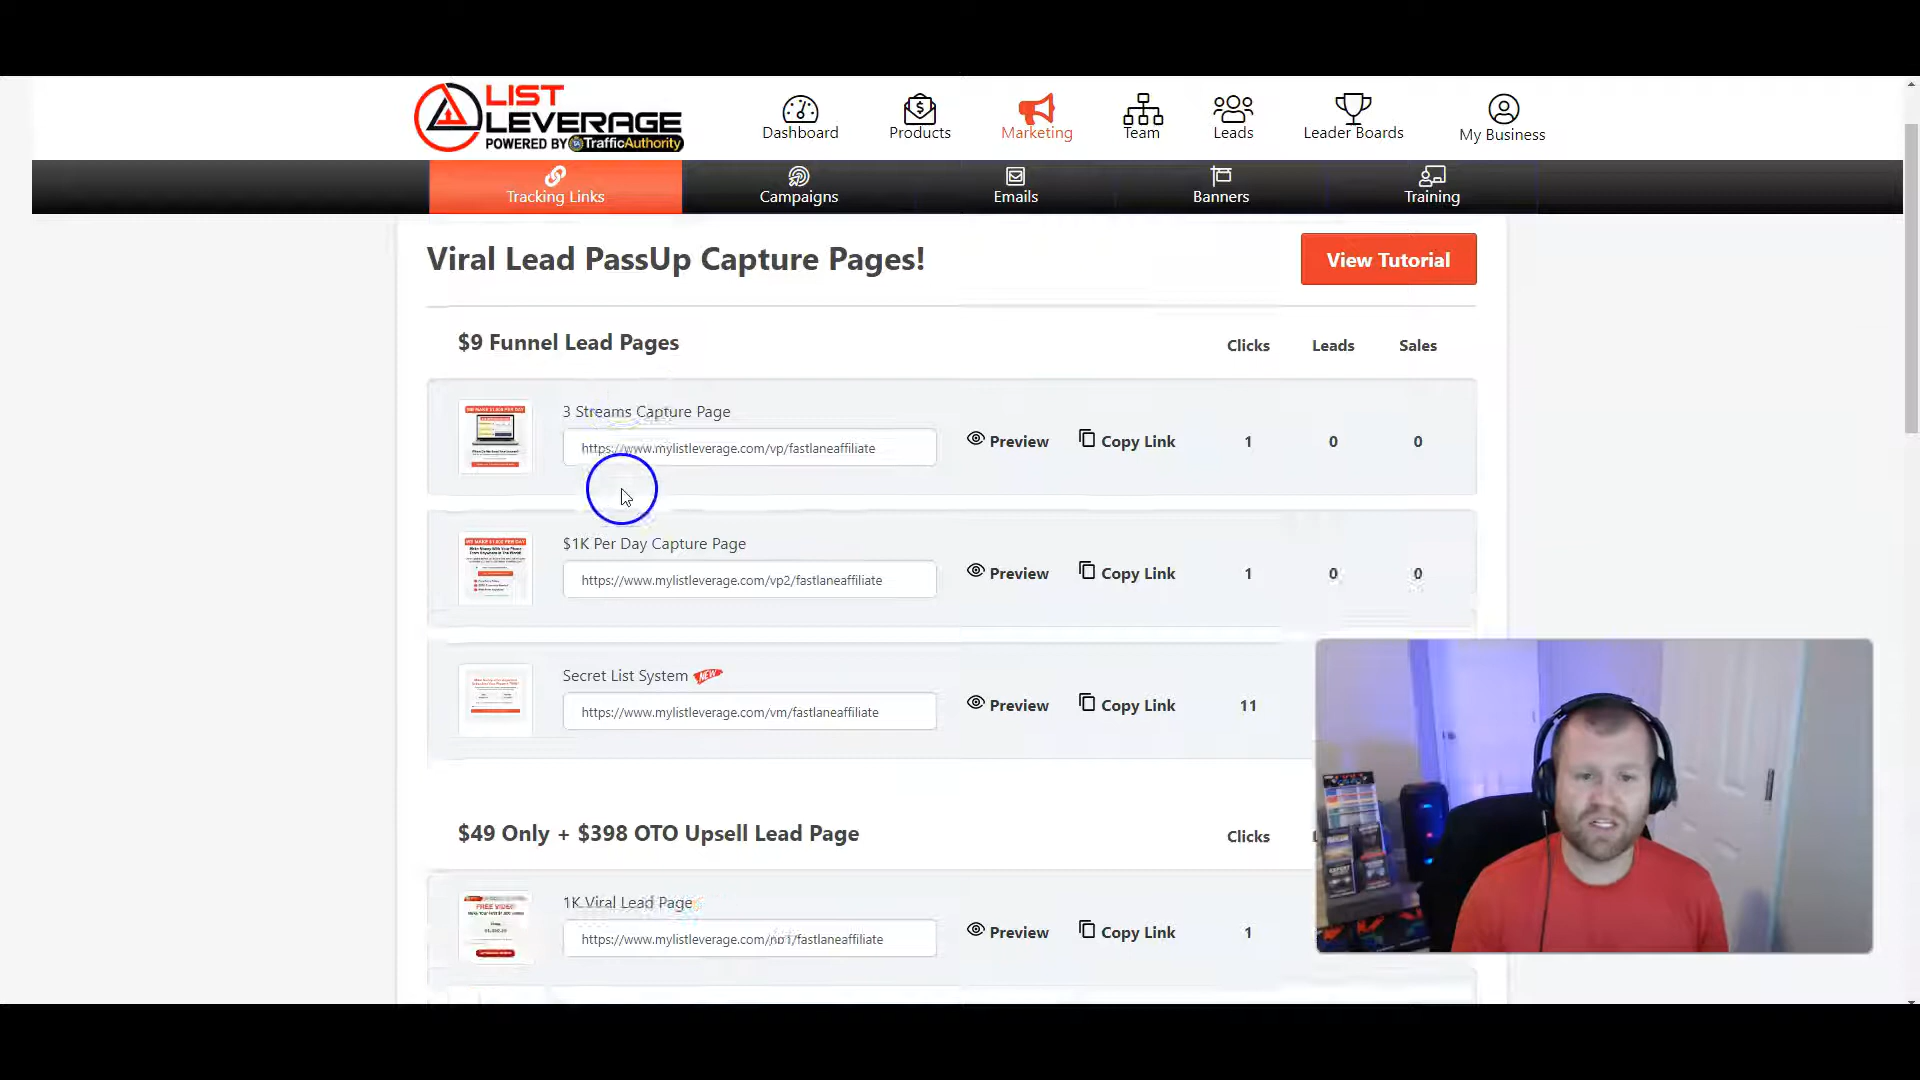 LIST
LEVERAGE
POWERED BY TrafficAuthority
Dashboard
Products
Marketing
Team
Leads
Leader Boards
My Business
Tracking Links
Campaigns
Emails
Banners
Training
Viral Lead PassUp Capture Pages!
View Tutorial
$9 Funnel Lead Pages
Clicks
Leads
Sales
3 Streams Capture Page
https://www.mylistleverage.com/vp/fastlaneaffiliate
Preview
Copy Link
1
0
0
$1K Per Day Capture Page
https://www.mylistleverage.com/vp2/fastlaneaffiliate
Preview
Copy Link
1
0
0
Secret List System NEW
https://www.mylistleverage.com/vm/fastlaneaffiliate
Preview
Copy Link
11
$49 Only + $398 OTO Upsell Lead Page
Clicks
1K Viral Lead Page
FREE VIDEO
Preview
Copy Link
1